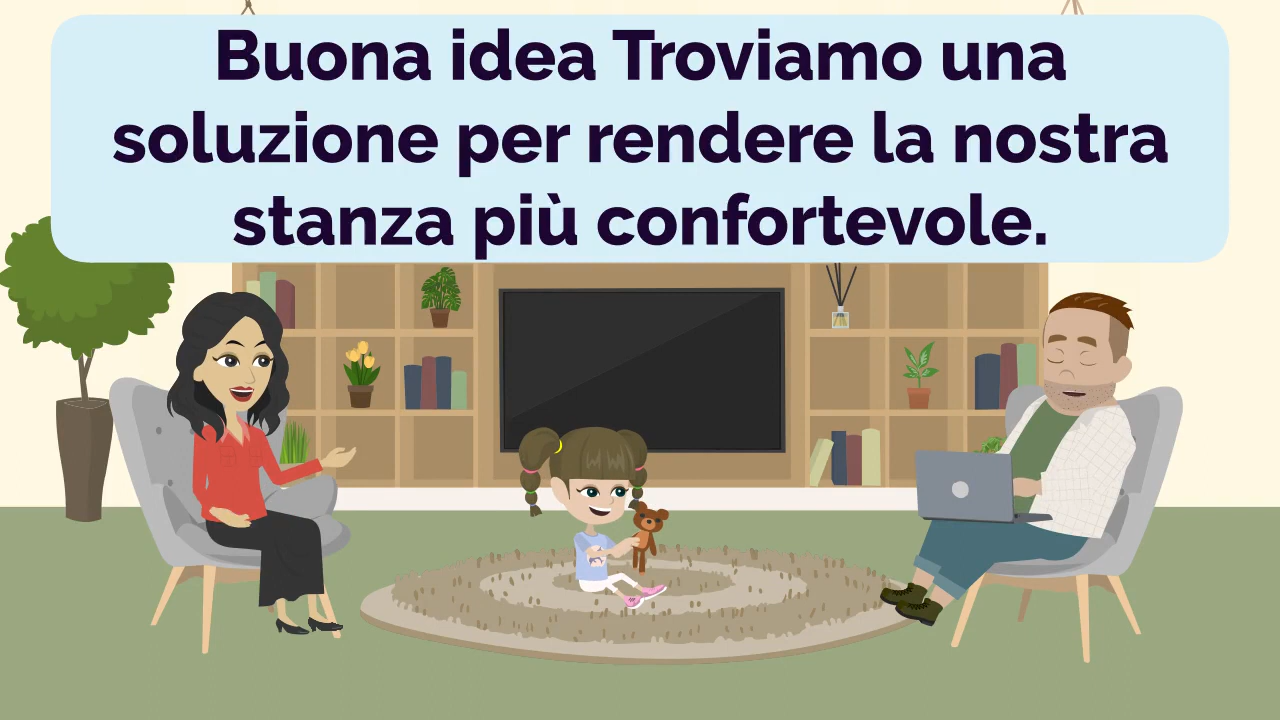 Buona idea Troviamo una
soluzione per rendere la nostra
stanza più confortevole.